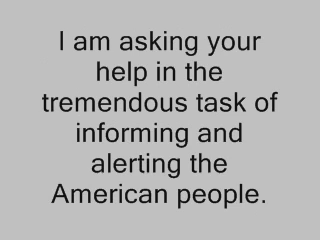 I am asking your
help in the
tremendous task of
informing and
alerting the
American people.